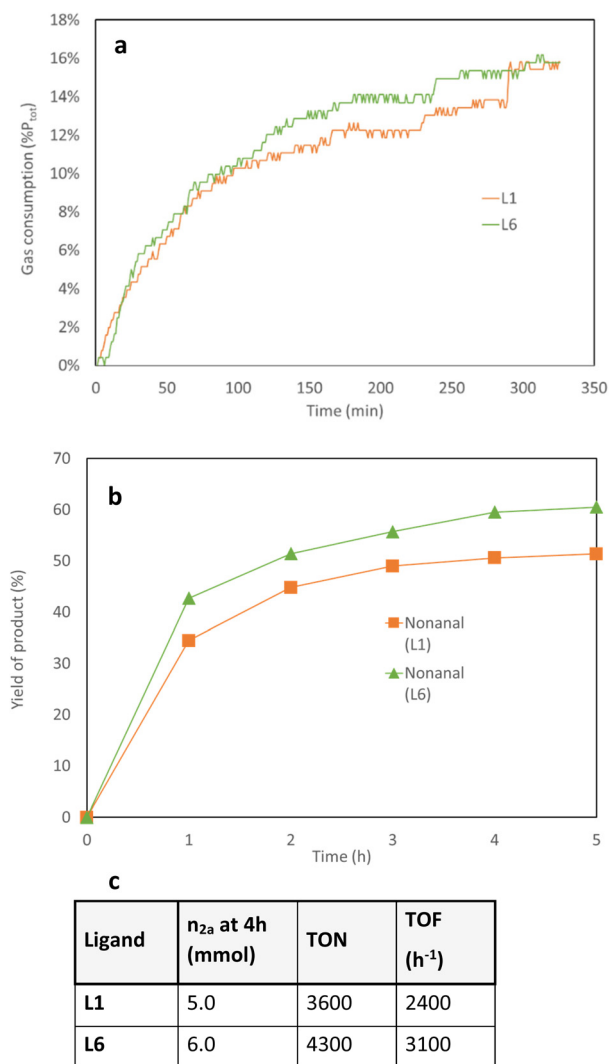 a
18%
16%
14%
12%
10%
8%
6%
4%
2%
0%
Gas consumption (%Ptot)
L1
L6
0 50 100 150 200 250 300 350
Time (min)
b
70
60
50
40
30
20
10
0
Yield of product (%)
Nonanal
(L1)
Nonanal
(L6)
0 1 2 3 4 5
Time (h)
c
Ligand n2a at 4h (mmol) TON TOF (h-1)
L1 5.0 3600 2400
L6 6.0 4300 3100